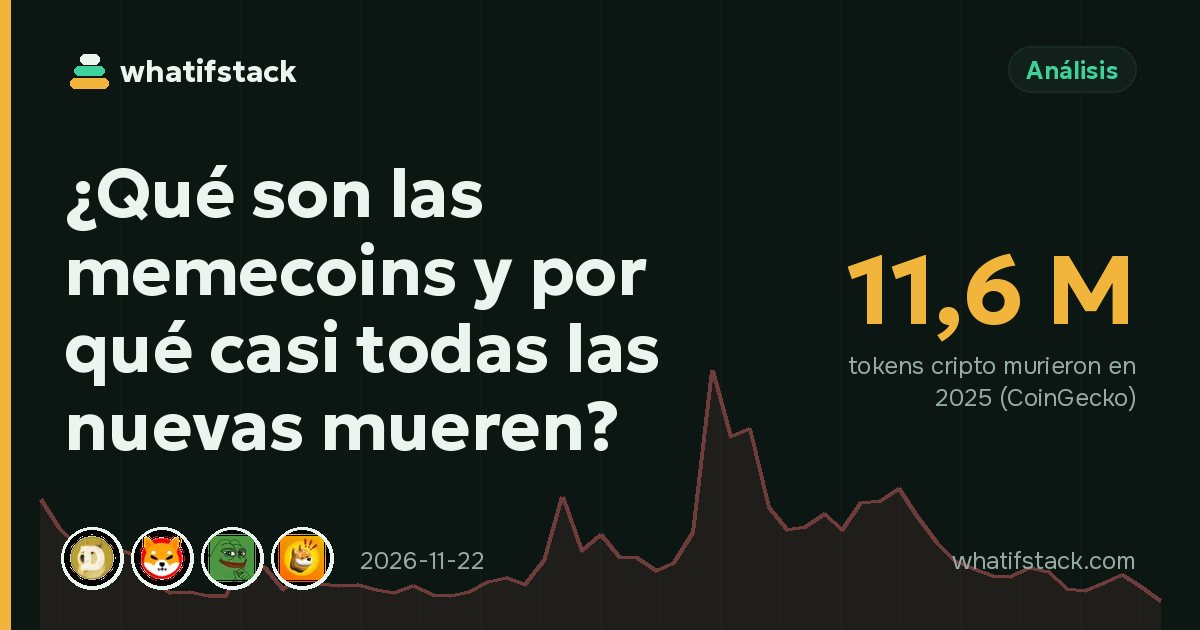 whatifstack
Análisis
¿Qué son las
memecoins y por
qué casi todas las
nuevas mueren?
11,6 M
tokens cripto murieron en
2025 (CoinGecko)
2026-11-22
whatifstack.com